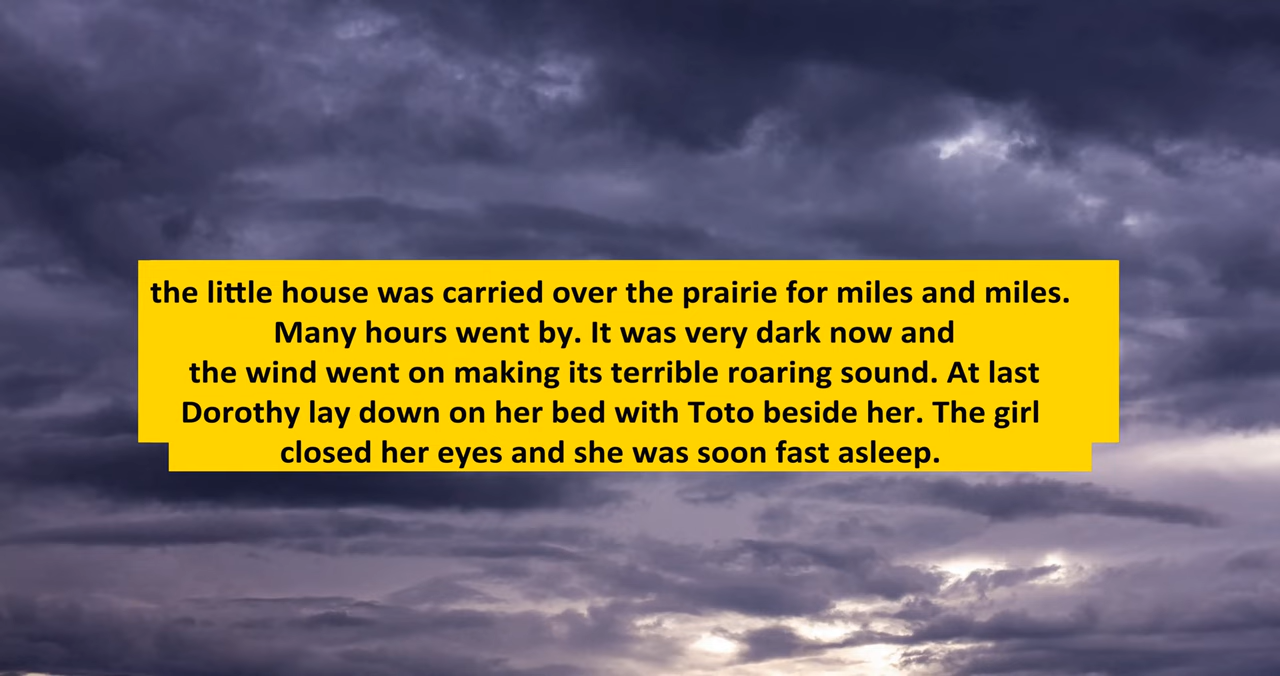 the little house was carried over the prairie for miles and miles.
Many hours went by. It was very dark now and
the wind went on making its terrible roaring sound. At last
Dorothy lay down on her bed with Toto beside her. The girl
closed her eyes and she was soon fast asleep.